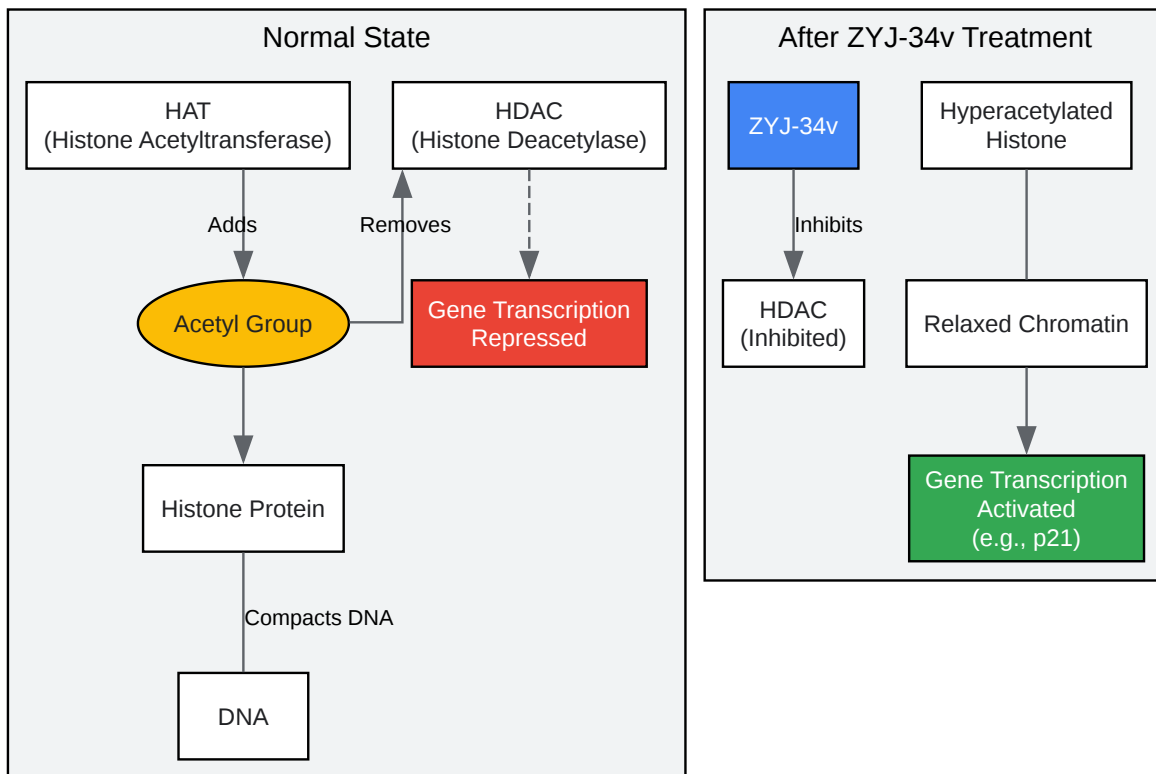 Normal State
HAT
(Histone Acetyltransferase)
HDAC
(Histone Deacetylase)
Adds
Removes
Acetyl Group
Gene Transcription
Repressed
Histone Protein
Compacts DNA
DNA
After ZYJ-34v Treatment
ZYJ-34v
Hyperacetylated
Histone
Inhibits
HDAC
(Inhibited)
Relaxed Chromatin
Gene Transcription
Activated
(e.g., p21)